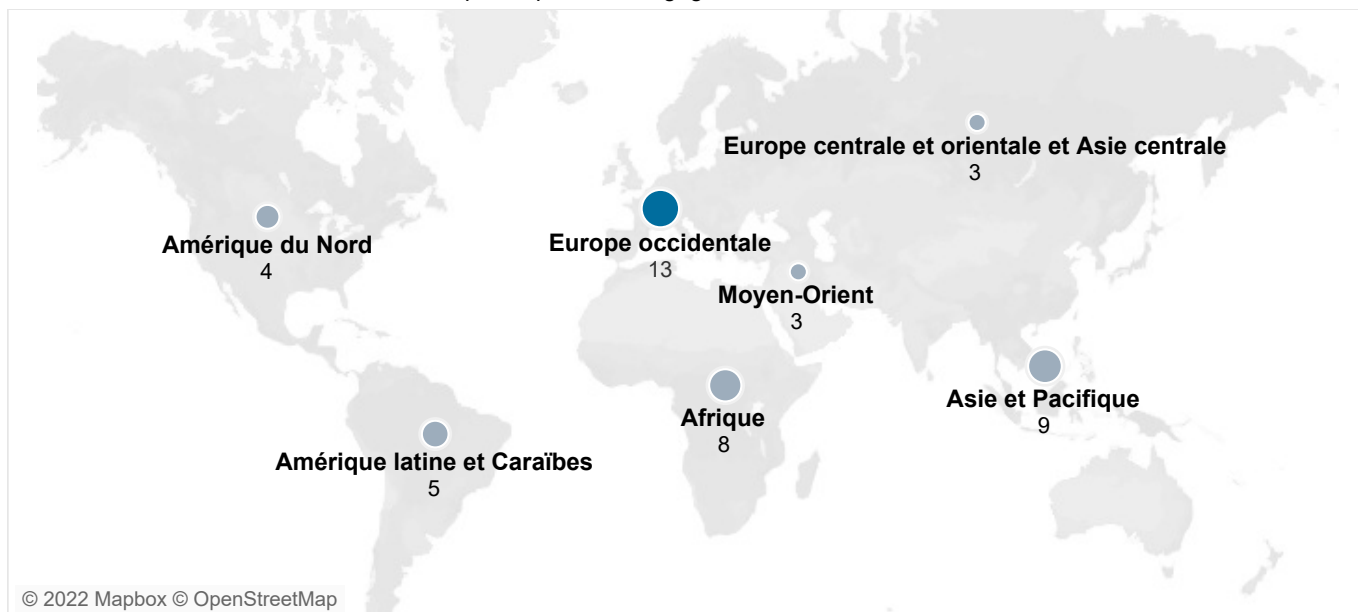 Europe centrale et orientale et Asie centrale
3
Amérique du Nord
4
Europe occidentale
13
Moyen-Orient
3
Afrique
8
Asie et Pacifique
9
Amérique latine et Caraïbes
5
© 2022 Mapbox © OpenStreetMap